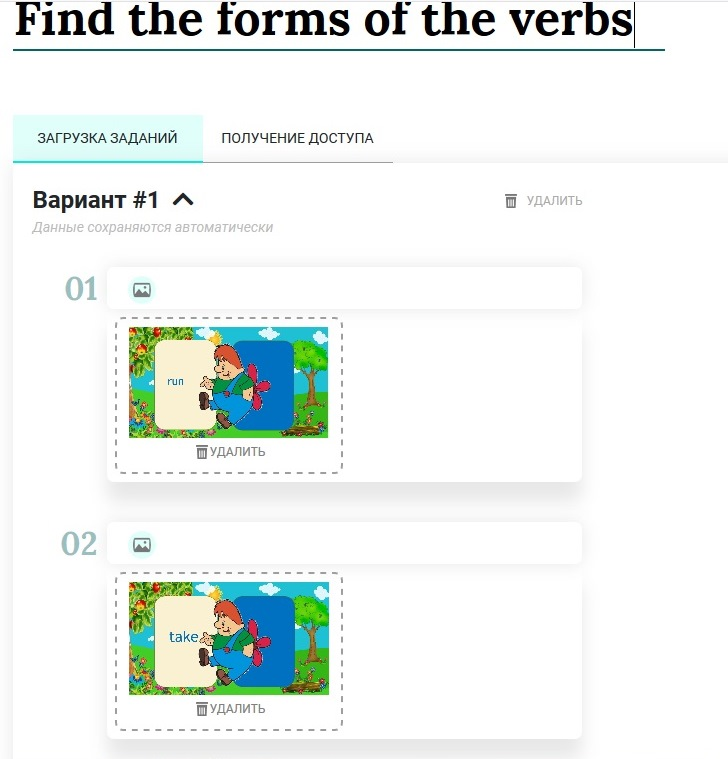 Find the forms of the verbs
ЗАГРУЗКА ЗАДАНИЙ ПОЛУЧЕНИЕ ДОСТУПА
Вариант #1 УДАЛИТЬ
Данные сохраняются автоматически
01
run
УДАЛИТЬ
02
take
УДАЛИТЬ